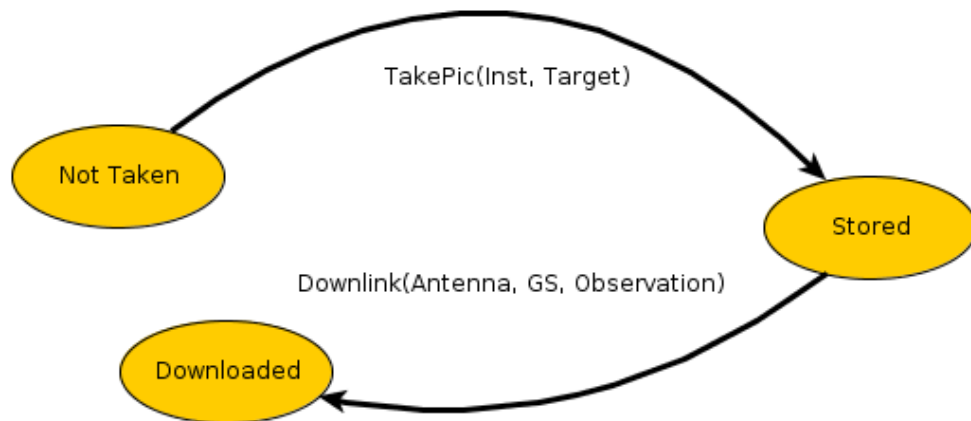 TakePic(Inst, Target)
Not Taken
Stored
Downlink(Antenna, GS, Observation)
Downloaded